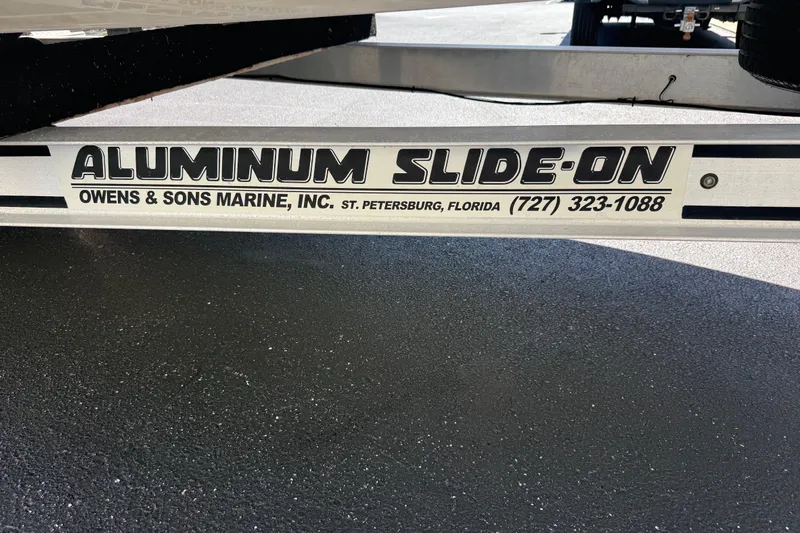 ALUMINUM SLIDE-ON
OWENS & SONS MARINE, INC. ST. PETERSBURG, FLORIDA (727) 323-1088